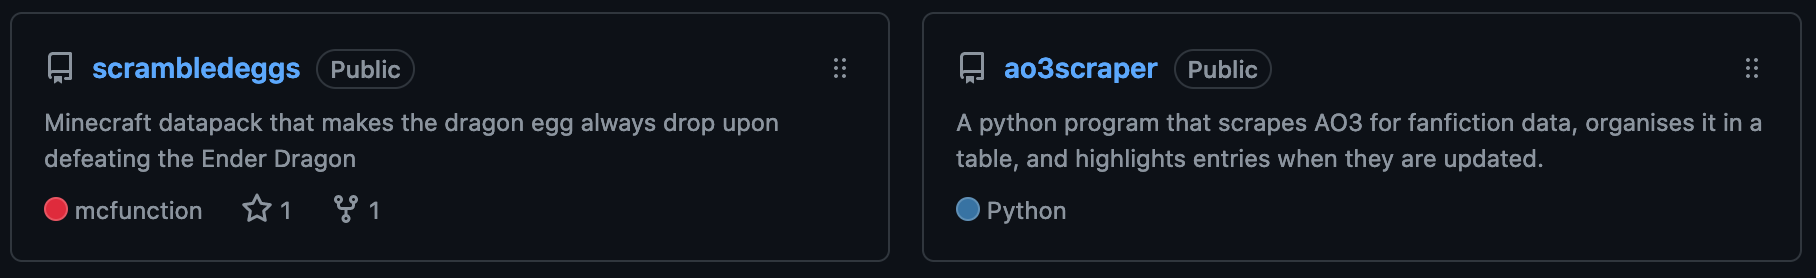 scrambledeggs Public
Minecraft datapack that makes the dragon egg always drop upon
defeating the Ender Dragon
mcfunction 1 1
ao3scraper Public
A python program that scrapes AO3 for fanfiction data, organises it in a
table, and highlights entries when they are updated.
Python